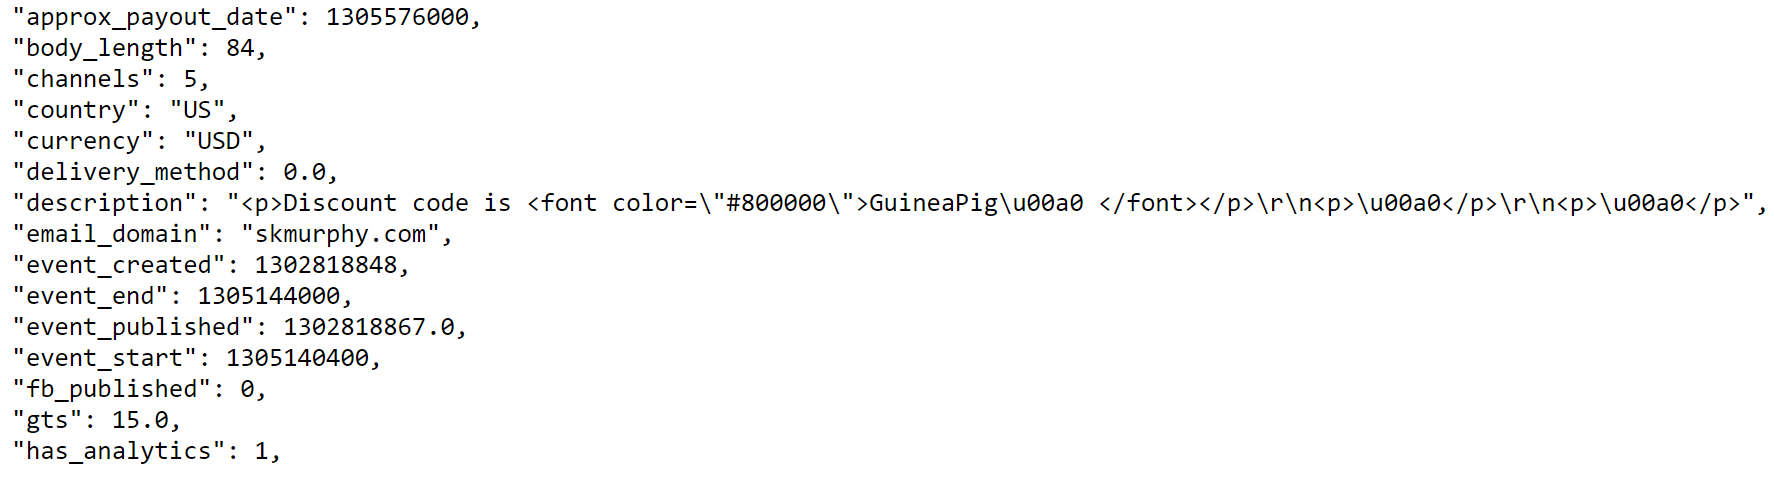 "approx_payout_date": 1305576000,
"body_length": 84,
"channels": 5,
"country": "US",
"currency": "USD",
"delivery_method": 0.0,
"description": "<p>Discount code is <font color=\"#800000\">GuineaPig\u00a0 </font></p>\r\n<p>\u00a0</p>\r\n<p>\u00a0</p>",
"email_domain": "skmurphy.com",
"event_created": 1302818848,
"event_end": 1305144000,
"event_published": 1302818867.0,
"event_start": 1305140400,
"fb_published": 0,
"gts": 15.0,
"has_analytics": 1,